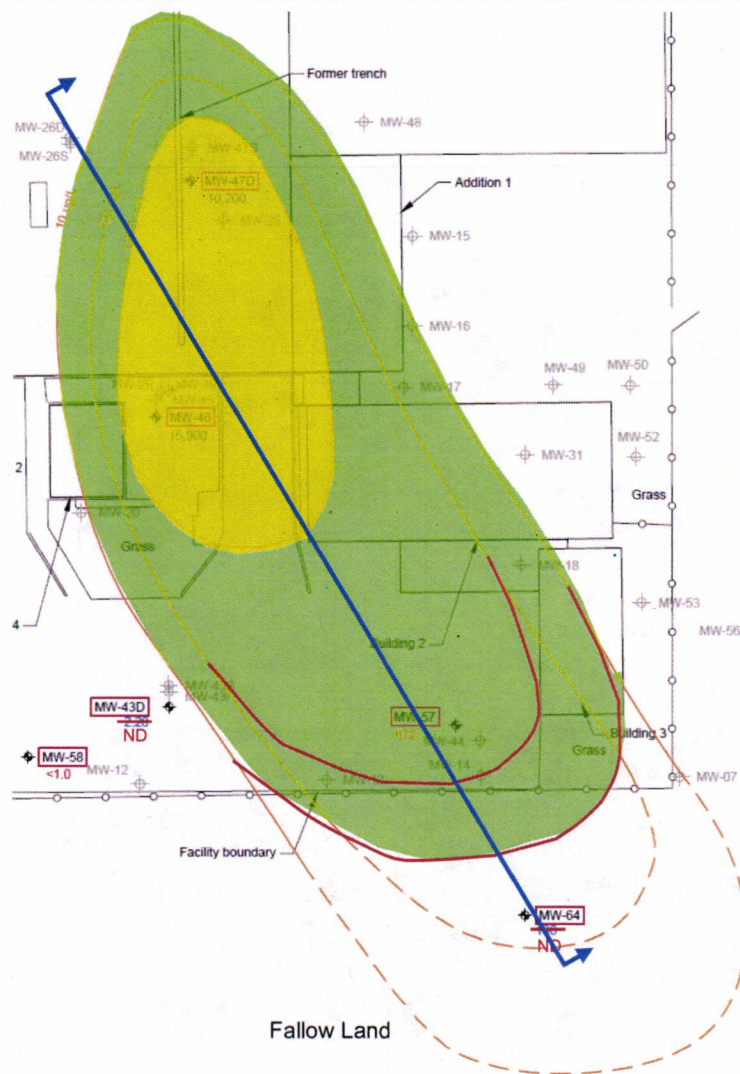 Former trench
MW-48
MW-26D
MW-26S
MW-47D
10,200
Addition 1
MW-15
MW-16
MW-17
MW-49
MW-50
MW-46
15,900
MW-31
MW-52
2
Grass
MW-20
Grass
MW-18
MW-53
4
MW-56
Building 2
MW-43D
ND
MW-57
Building 3
MW-44
Grass
MW-58
<1.0
MW-12
MW-14
MW-07
Facility boundary
MW-64
ND
Fallow Land